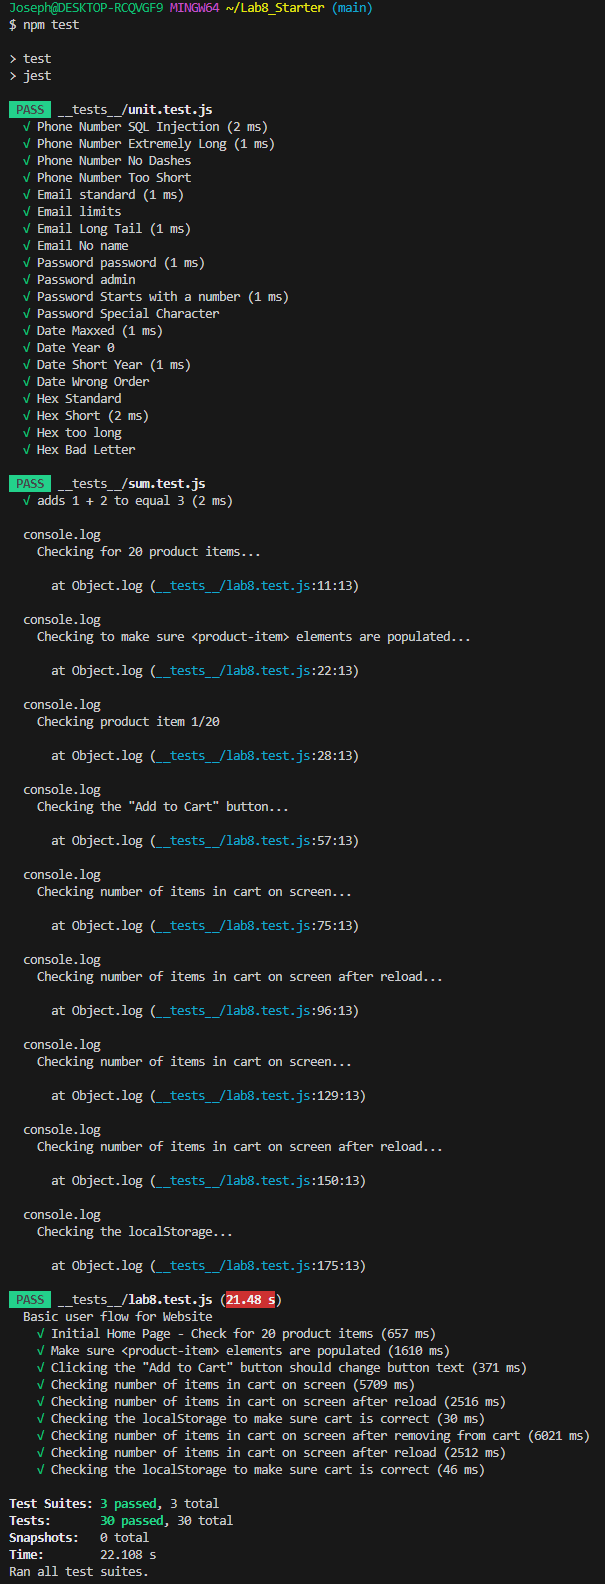 Joseph@DESKTOP-RCQVGF9 MINGW64 ~/Lab8_Starter (main)
$ npm test
> test
> jest
PASS __tests__/unit.test.js
√ Phone Number SQL Injection (2 ms)
√ Phone Number Extremely Long (1 ms)
√ Phone Number No Dashes
√ Phone Number Too Short
√ Email standard (1 ms)
√ Email limits
√ Email Long Tail (1 ms)
√ Email No name
√ Password password (1 ms)
√ Password admin
√ Password Starts with a number (1 ms)
√ Password Special Character
√ Date Maxxed (1 ms)
√ Date Year 0
√ Date Short Year (1 ms)
√ Date Wrong Order
√ Hex Standard
√ Hex Short (2 ms)
√ Hex too long
√ Hex Bad Letter
PASS __tests__/sum.test.js
√ adds 1 + 2 to equal 3 (2 ms)
console.log
Checking for 20 product items...
at Object.log (__tests__/lab8.test.js:11:13)
console.log
Checking to make sure <product-item> elements are populated...
at Object.log (__tests__/lab8.test.js:22:13)
console.log
Checking product item 1/20
at Object.log (__tests__/lab8.test.js:28:13)
console.log
Checking the "Add to Cart" button...
at Object.log (__tests__/lab8.test.js:57:13)
console.log
Checking number of items in cart on screen...
at Object.log (__tests__/lab8.test.js:75:13)
console.log
Checking number of items in cart on screen after reload...
at Object.log (__tests__/lab8.test.js:96:13)
console.log
Checking number of items in cart on screen...
at Object.log (__tests__/lab8.test.js:129:13)
console.log
Checking number of items in cart on screen after reload...
at Object.log (__tests__/lab8.test.js:150:13)
console.log
Checking the localStorage...
at Object.log (__tests__/lab8.test.js:175:13)
PASS __tests__/lab8.test.js (21.48 s)
Basic user flow for Website
√ Initial Home Page - Check for 20 product items (657 ms)
√ Make sure <product-item> elements are populated (1610 ms)
√ Clicking the "Add to Cart" button should change button text (371 ms)
√ Checking number of items in cart on screen (5709 ms)
√ Checking number of items in cart on screen after reload (2516 ms)
√ Checking the localStorage to make sure cart is correct (30 ms)
√ Checking number of items in cart on screen after removing from cart (6021 ms)
√ Checking number of items in cart on screen after reload (2512 ms)
√ Checking the localStorage to make sure cart is correct (46 ms)
Test Suites: 3 passed, 3 total
Tests: 30 passed, 30 total
Snapshots: 0 total
Time: 22.108 s
Ran all test suites.